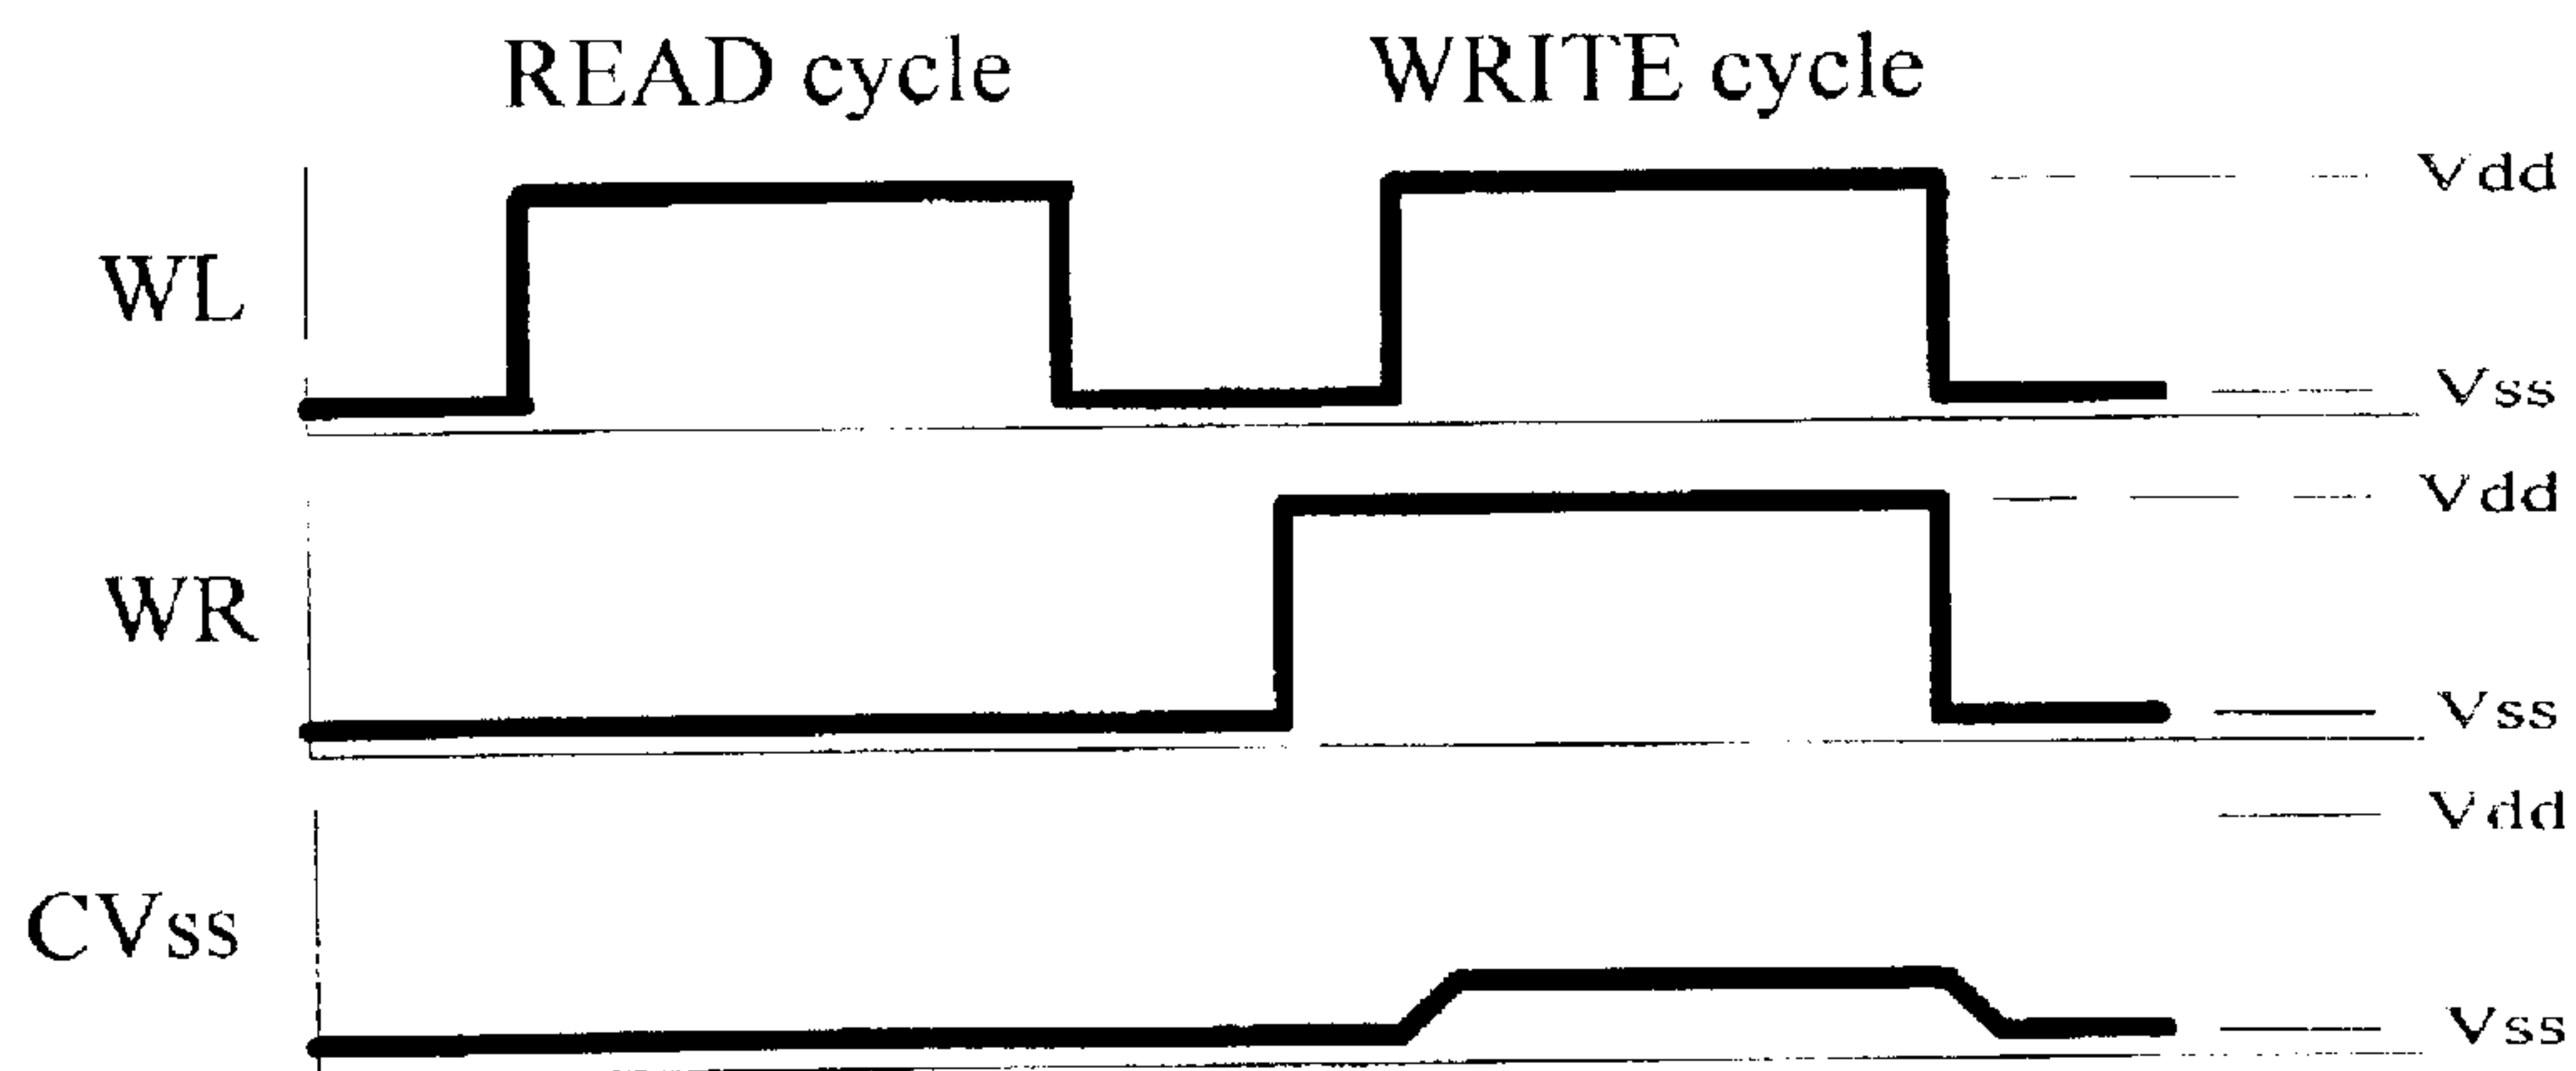 READ cycle WRITE cycle
Vdd
WL
Vss
Vdd
WR
Vss
Vdd
CVss
Vss